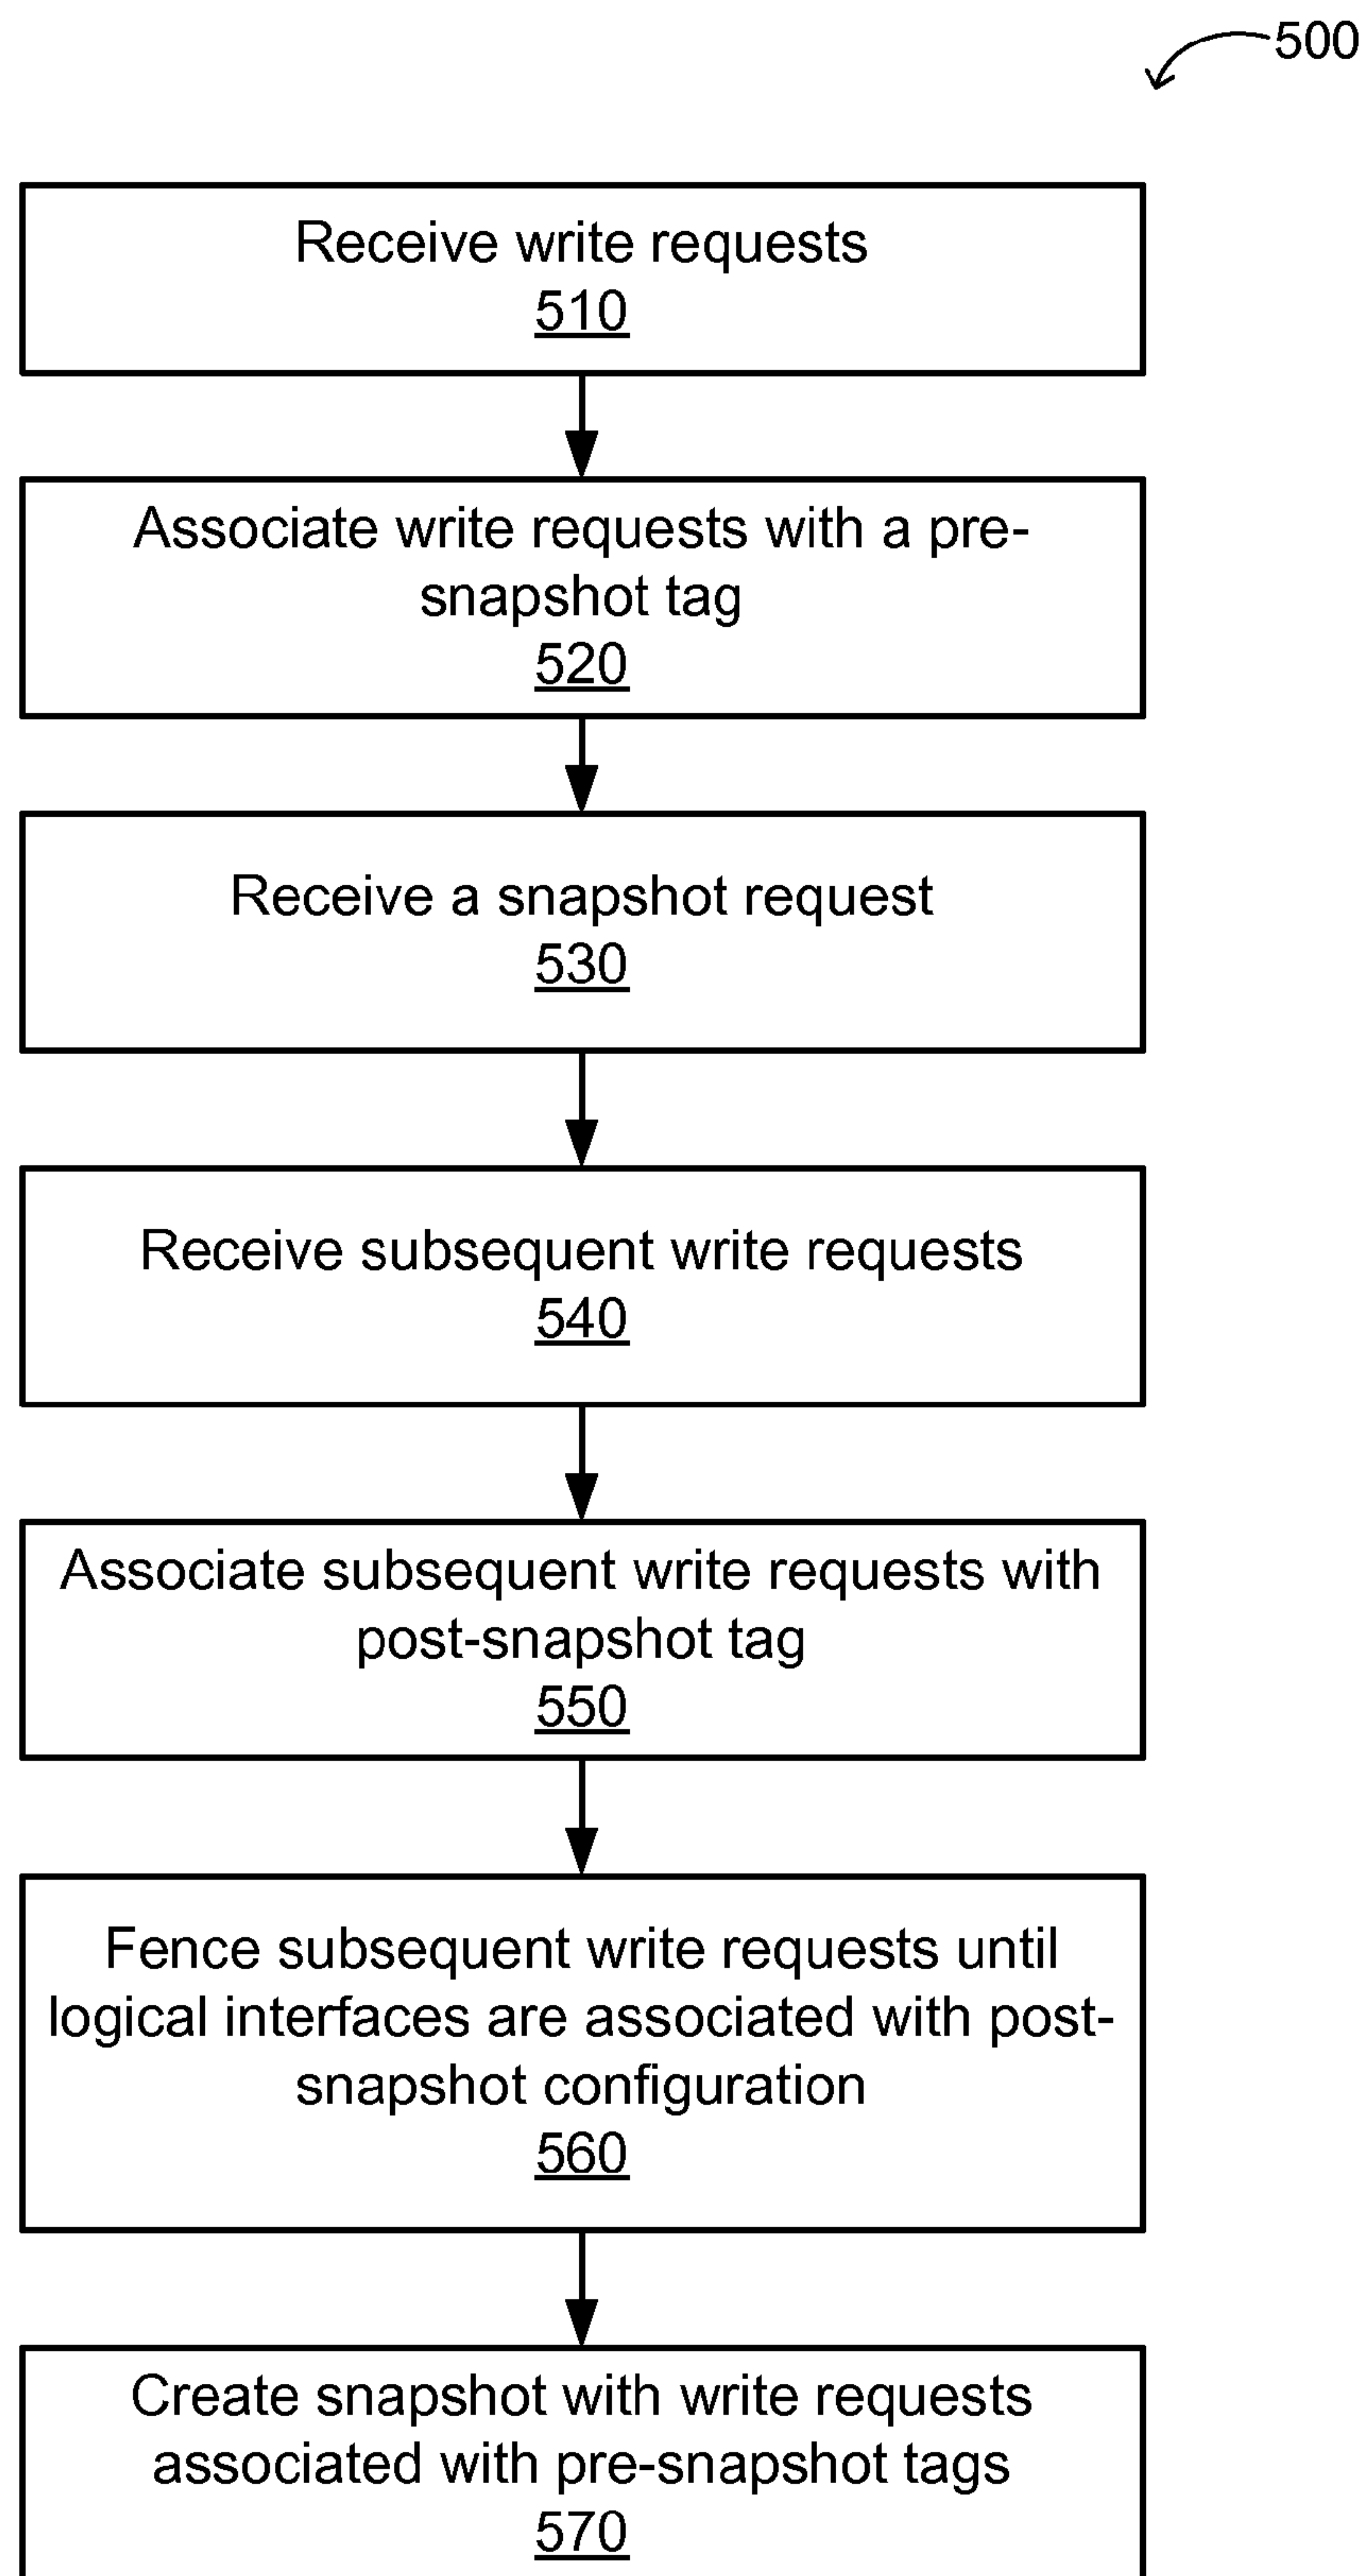 500
Receive write requests
510
Associate write requests with a pre-
snapshot tag
520
Receive a snapshot request
530
Receive subsequent write requests
540
Associate subsequent write requests with
post-snapshot tag
550
Fence subsequent write requests until
logical interfaces are associated with post-
snapshot configuration
560
Create snapshot with write requests
associated with pre-snapshot tags
570